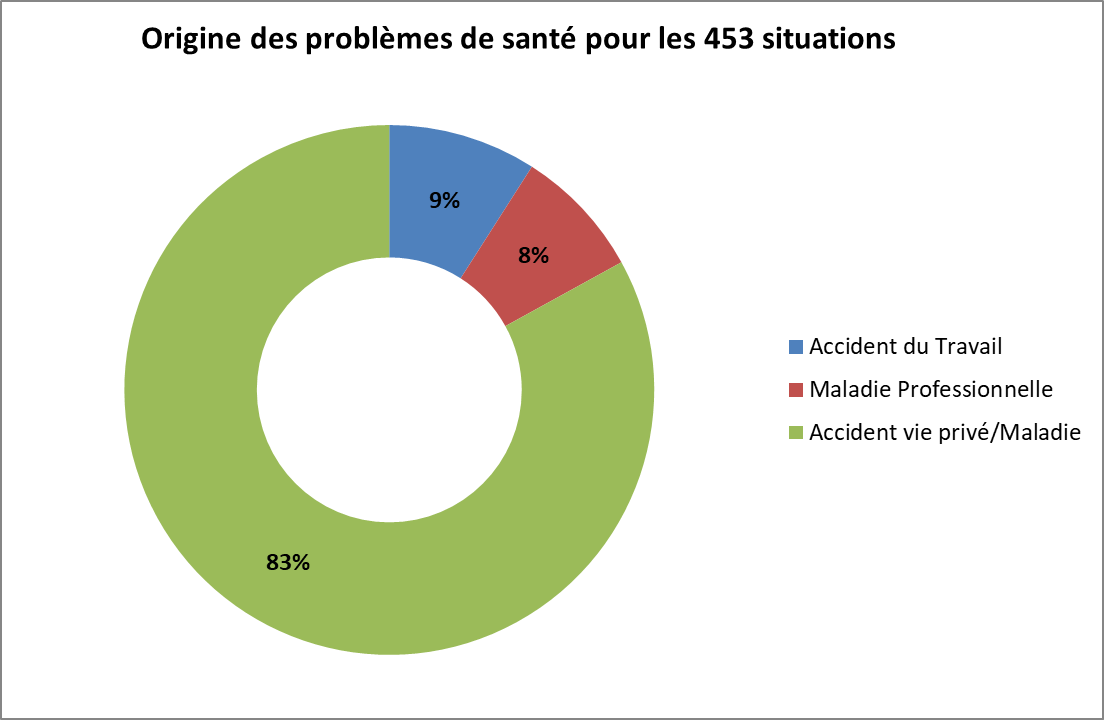 Origine des problèmes de santé pour les 453 situations
9%
8%
83%
Accident du Travail
Maladie Professionnelle
Accident vie privé/Maladie